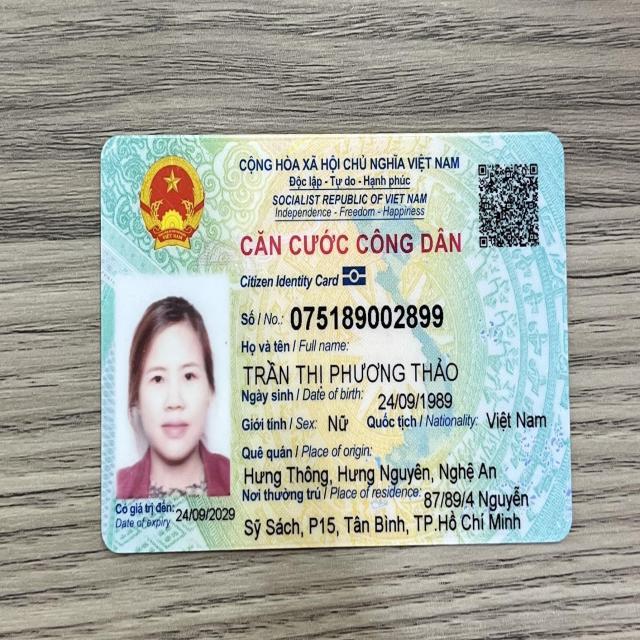 CỘNG HÒA XÃ HỘI CHỦ NGHĨA VIỆT NAM
Độc lập - Tự do - Hạnh phúc
SOCIALIST REPUBLIC OF VIET NAM
Independence - Freedom - Happiness
CĂN CƯỚC CÔNG DÂN
Citizen Identity Card
Số / No.: 075189002899
Họ và tên / Full name:
TRẦN THỊ PHƯƠNG THẢO
Ngày sinh / Date of birth: 24/09/1989
Giới tính / Sex: Nữ Quốc tịch / Nationality: Việt Nam
Quê quán / Place of origin:
Hưng Thông, Hưng Nguyên, Nghệ An
Nơi thường trú / Place of residence: 87/89/4 Nguyễn
Sỹ Sách, P15, Tân Bình, TP.Hồ Chí Minh
Có giá trị đến: 24/09/2029
Date of expiry